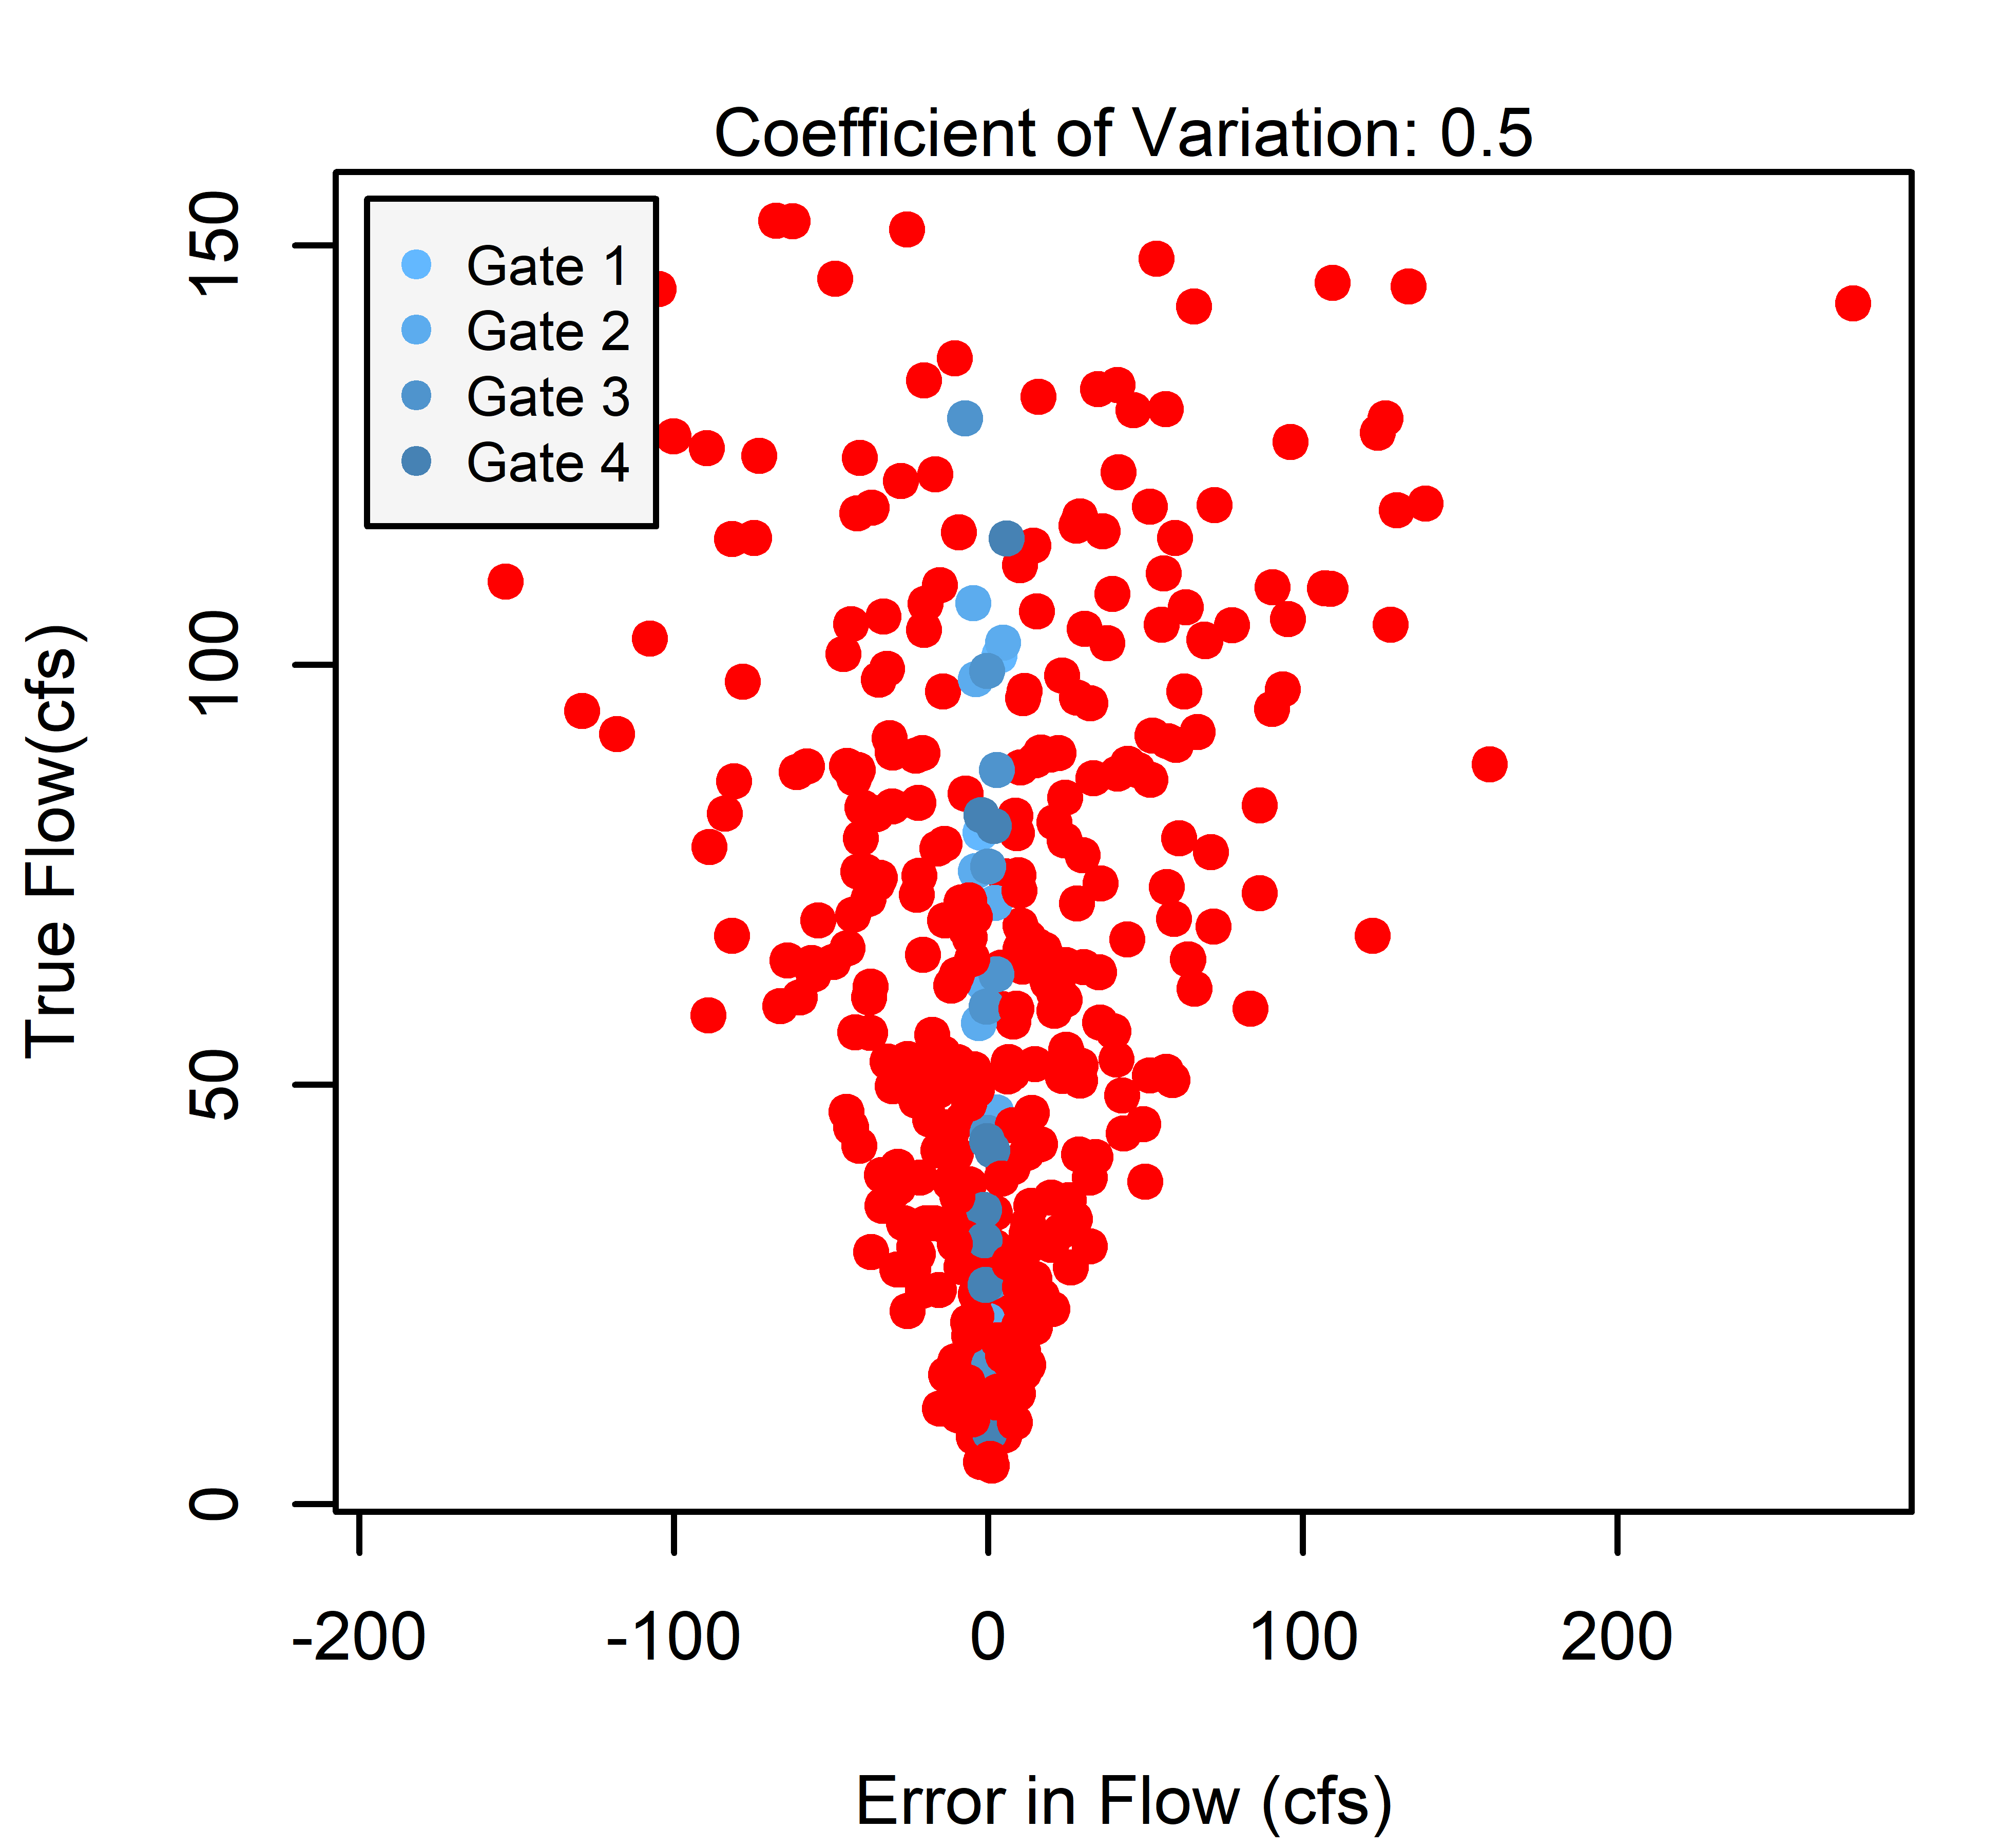 Coefficient of Variation: 0.5
Gate 1
Gate 2
Gate 3
Gate 4
True Flow(cfs)
150
100
50
0
-200 -100 0 100 200
Error in Flow (cfs)